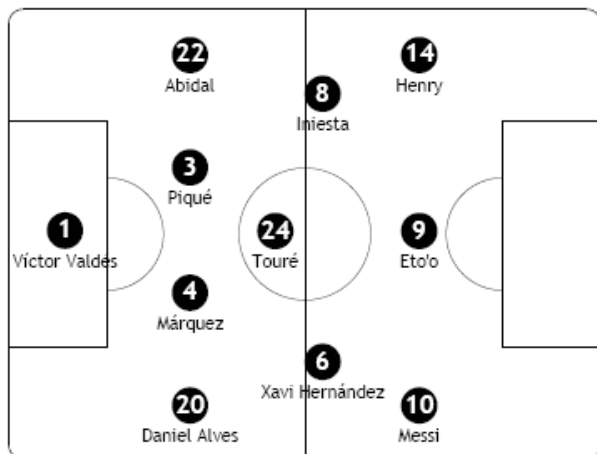 22
Abidal
14
Henry
8
Iniesta
3
Piqué
1
Víctor Valdés
24
Touré
9
Eto'o
4
Márquez
6
Xavi Hernández
20
Daniel Alves
10
Messi